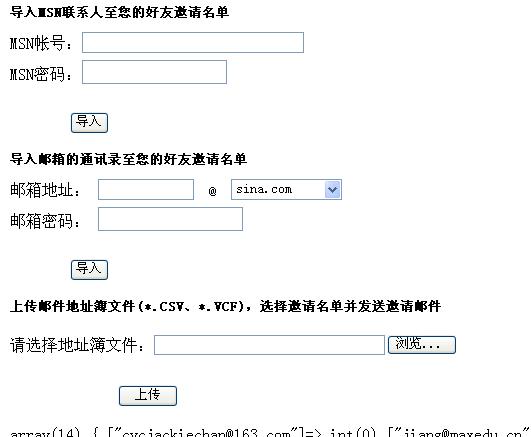 导入MSN联系人至您的好友邀请名单
MSN帐号：
MSN密码：
导入
导入邮箱的通讯录至您的好友邀请名单
邮箱地址： @ sina.com
邮箱密码：
导入
上传邮件地址簿文件(*.CSV、*.VCF)，选择邀请名单并发送邀请邮件
请选择地址簿文件： 浏览...
上传
array(14) { ["cycjackiechan@163.com"]=> int(0) ["jiang@maxedu.cn"